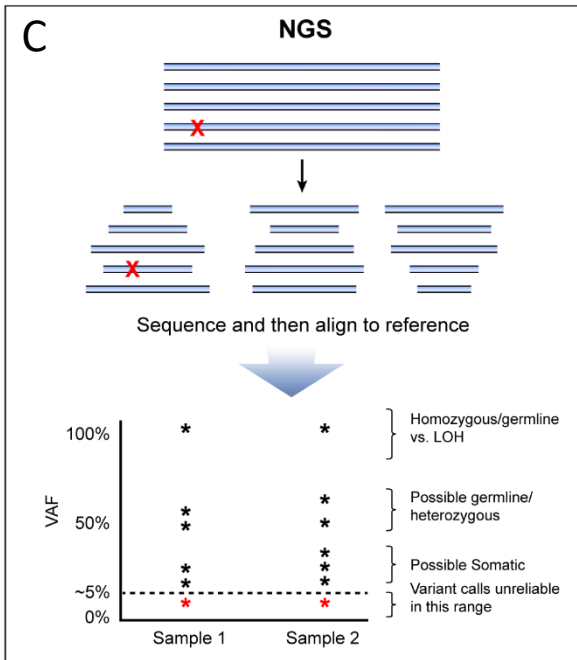 C
NGS
X
X
Sequence and then align to reference
VAF
100%
50%
~5%
0%
*
*
*
*
*
*
*
*
*
*
*
*
*
Homozygous/germline
vs. LOH
Possible germline/
heterozygous
Possible Somatic
Variant calls unreliable
in this range
Sample 1
Sample 2